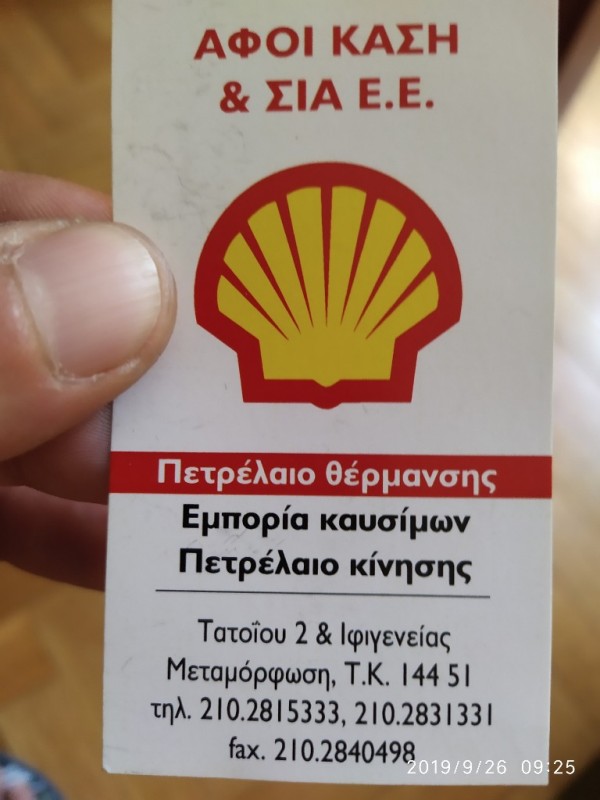 ΑΦΟΙ ΚΑΣΗ
& ΣΙΑ Ε.Ε.
Πετρέλαιο θέρμανσης
Εμπορία καυσίμων
Πετρέλαιο κίνησης
Τατοΐου 2 & Ιφιγενείας
Μεταμόρφωση, Τ.Κ. 144 51
τηλ. 210.2815333, 210.2831331
fax. 210.2840498
2019/9/26 09:25